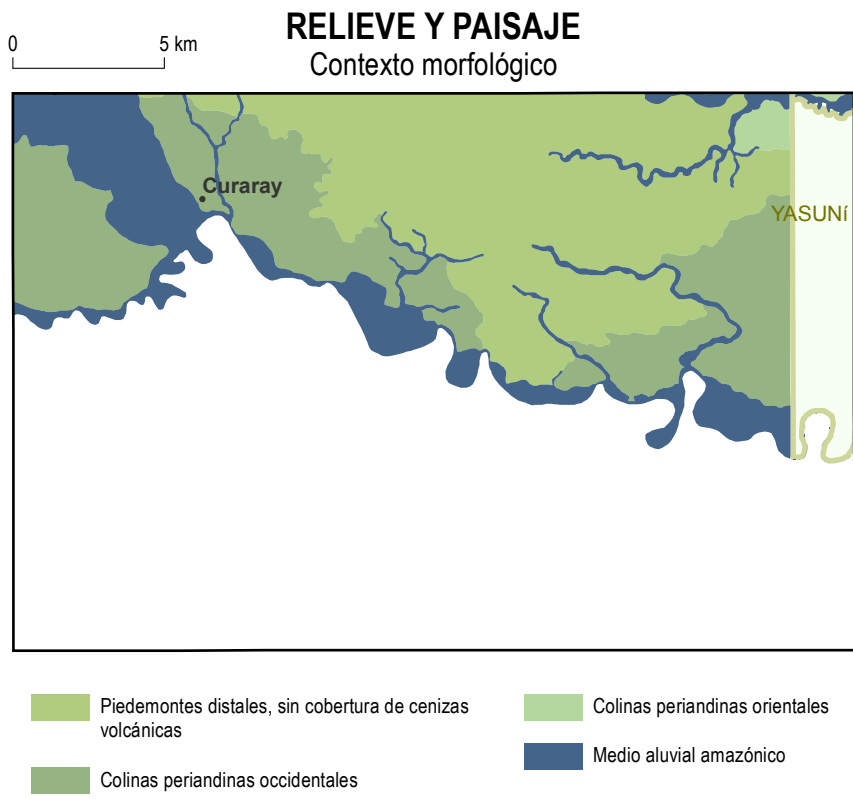 RELIEVE Y PAISAJE
Contexto morfológico
0 5 km
Curaray
YASUNí
Piedemontes distales, sin cobertura de cenizas
volcánicas
Colinas periandinas occidentales
Colinas periandinas orientales
Medio aluvial amazónico